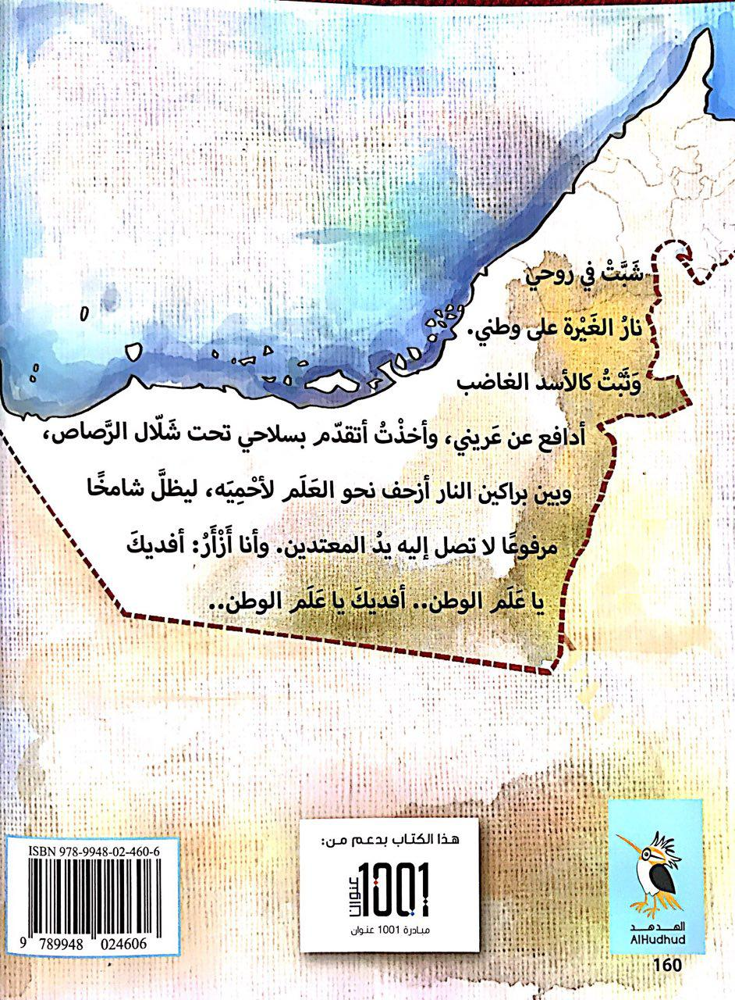 شَبَّتْ في روحي
نارُ الغَيْرة على وطني.
وَثَبْتُ كالأسد الغاضب
أدافع عن عَريني، وأخذْتُ أتقدّم بسلاحي تحت شَلّال الرَّصاص،
وبين براكين النار أزحف نحو العَلَم لأحْمِيَه، ليظلَّ شامخًا
مرفوعًا لا تصل إليه يدُ المعتدين. وأنا أَزْأَرُ: أفديكَ
يا عَلَم الوطن.. أفديكَ يا عَلَم الوطن..
هذا الكتاب بدعم من:
1001
عنوان
مبادرة 1001 عنوان
الهدهد
AlHudhud
160
ISBN 978-9948-02-460-6
9 789948 024606